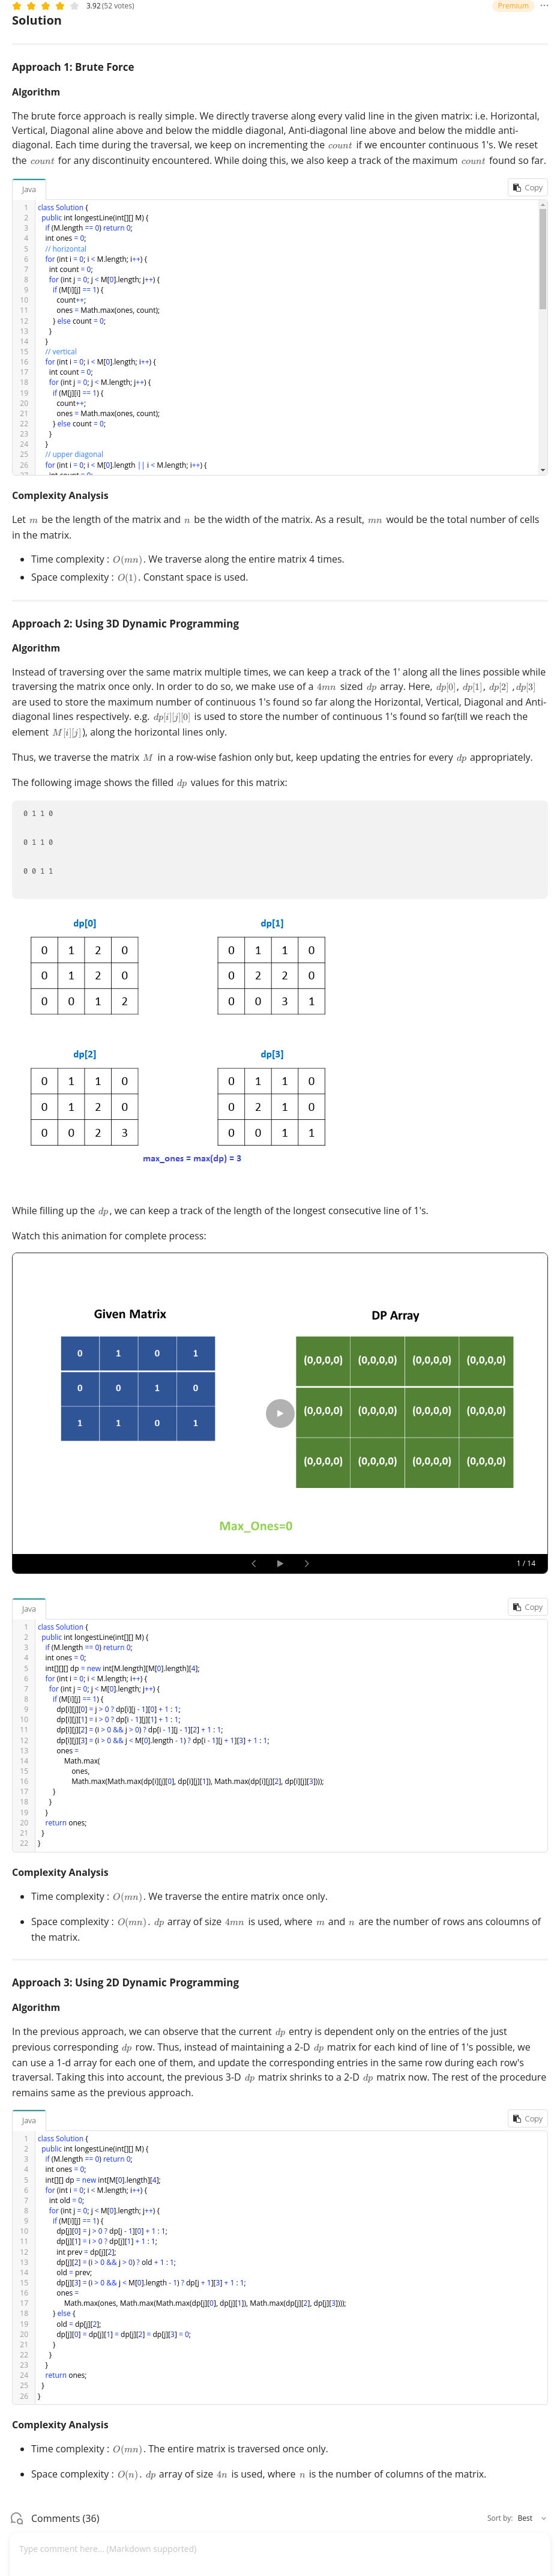 3.92 (52 votes)
Premium
Solution
Approach 1: Brute Force
Algorithm
The brute force approach is really simple. We directly traverse along every valid line in the given matrix: i.e. Horizontal,
Vertical, Diagonal aline above and below the middle diagonal, Anti-diagonal line above and below the middle anti-
diagonal. Each time during the traversal, we keep on incrementing the count if we encounter continuous 1's. We reset
the count for any discontinuity encountered. While doing this, we also keep a track of the maximum count found so far.
Java
Copy
1 class Solution {
2 public int longestLine(int[][] M) {
3 if (M.length == 0) return 0;
4 int ones = 0;
5 // horizontal
6 for (int i = 0; i < M.length; i++) {
7 int count = 0;
8 for (int j = 0; j < M[0].length; j++) {
9 if (M[i][j] == 1) {
10 count++;
11 ones = Math.max(ones, count);
12 } else count = 0;
13 }
14 }
15 // vertical
16 for (int i = 0; i < M[0].length; i++) {
17 int count = 0;
18 for (int j = 0; j < M.length; j++) {
19 if (M[j][i] == 1) {
20 count++;
21 ones = Math.max(ones, count);
22 } else count = 0;
23 }
24 }
25 // upper diagonal
26 for (int i = 0; i < M[0].length || i < M.length; i++) {
27 int count = 0;
Complexity Analysis
Let m be the length of the matrix and n be the width of the matrix. As a result, mn would be the total number of cells
in the matrix.
• Time complexity : O(mn). We traverse along the entire matrix 4 times.
• Space complexity : O(1). Constant space is used.
Approach 2: Using 3D Dynamic Programming
Algorithm
Instead of traversing over the same matrix multiple times, we can keep a track of the 1' along all the lines possible while
traversing the matrix once only. In order to do so, we make use of a 4mn sized dp array. Here, dp[0], dp[1], dp[2] , dp[3]
are used to store the maximum number of continuous 1's found so far along the Horizontal, Vertical, Diagonal and Anti-
diagonal lines respectively. e.g. dp[i][j][0] is used to store the number of continuous 1's found so far(till we reach the
element M[i][j]), along the horizontal lines only.
Thus, we traverse the matrix M in a row-wise fashion only but, keep updating the entries for every dp appropriately.
The following image shows the filled dp values for this matrix:
0 1 1 0
0 1 1 0
0 0 1 1
dp[0] dp[1]
0 1 2 0 0 1 1 0
0 1 2 0 0 2 2 0
0 0 1 2 0 0 3 1
dp[2] dp[3]
0 1 1 0 0 1 1 0
0 1 2 0 0 2 1 0
0 0 2 3 0 0 1 1
max_ones = max(dp) = 3
While filling up the dp, we can keep a track of the length of the longest consecutive line of 1's.
Watch this animation for complete process:
Given Matrix DP Array
0 1 0 1 (0,0,0,0) (0,0,0,0) (0,0,0,0) (0,0,0,0)
0 0 1 0 (0,0,0,0) (0,0,0,0) (0,0,0,0) (0,0,0,0)
1 1 0 1 (0,0,0,0) (0,0,0,0) (0,0,0,0) (0,0,0,0)
Max_Ones=0
1 / 14
Java
Copy
1 class Solution {
2 public int longestLine(int[][] M) {
3 if (M.length == 0) return 0;
4 int ones = 0;
5 int[][][] dp = new int[M.length][M[0].length][4];
6 for (int i = 0; i < M.length; i++) {
7 for (int j = 0; j < M[0].length; j++) {
8 if (M[i][j] == 1) {
9 dp[i][j][0] = j > 0 ? dp[i][j - 1][0] + 1 : 1;
10 dp[i][j][1] = i > 0 ? dp[i - 1][j][1] + 1 : 1;
11 dp[i][j][2] = (i > 0 && j > 0) ? dp[i - 1][j - 1][2] + 1 : 1;
12 dp[i][j][3] = (i > 0 && j < M[0].length - 1) ? dp[i - 1][j + 1][3] + 1 : 1;
13 ones =
14 Math.max(
15 ones,
16 Math.max(Math.max(dp[i][j][0], dp[i][j][1]), Math.max(dp[i][j][2], dp[i][j][3])));
17 }
18 }
19 }
20 return ones;
21 }
22 }
Complexity Analysis
• Time complexity : O(mn). We traverse the entire matrix once only.
• Space complexity : O(mn). dp array of size 4mn is used, where m and n are the number of rows ans coloumns of
the matrix.
Approach 3: Using 2D Dynamic Programming
Algorithm
In the previous approach, we can observe that the current dp entry is dependent only on the entries of the just
previous corresponding dp row. Thus, instead of maintaining a 2-D dp matrix for each kind of line of 1's possible, we
can use a 1-d array for each one of them, and update the corresponding entries in the same row during each row's
traversal. Taking this into account, the previous 3-D dp matrix shrinks to a 2-D dp matrix now. The rest of the procedure
remains same as the previous approach.
Java
Copy
1 class Solution {
2 public int longestLine(int[][] M) {
3 if (M.length == 0) return 0;
4 int ones = 0;
5 int[][] dp = new int[M[0].length][4];
6 for (int i = 0; i < M.length; i++) {
7 int old = 0;
8 for (int j = 0; j < M[0].length; j++) {
9 if (M[i][j] == 1) {
10 dp[j][0] = j > 0 ? dp[j - 1][0] + 1 : 1;
11 dp[j][1] = i > 0 ? dp[j][1] + 1 : 1;
12 int prev = dp[j][2];
13 dp[j][2] = (i > 0 && j > 0) ? old + 1 : 1;
14 old = prev;
15 dp[j][3] = (i > 0 && j < M[0].length - 1) ? dp[j + 1][3] + 1 : 1;
16 ones =
17 Math.max(ones, Math.max(Math.max(dp[j][0], dp[j][1]), Math.max(dp[j][2], dp[j][3])));
18 } else {
19 old = dp[j][2];
20 dp[j][0] = dp[j][1] = dp[j][2] = dp[j][3] = 0;
21 }
22 }
23 }
24 return ones;
25 }
26 }
Complexity Analysis
• Time complexity : O(mn). The entire matrix is traversed once only.
• Space complexity : O(n). dp array of size 4n is used, where n is the number of columns of the matrix.
Comments (36)
Sort by: Best
Type comment here... (Markdown supported)